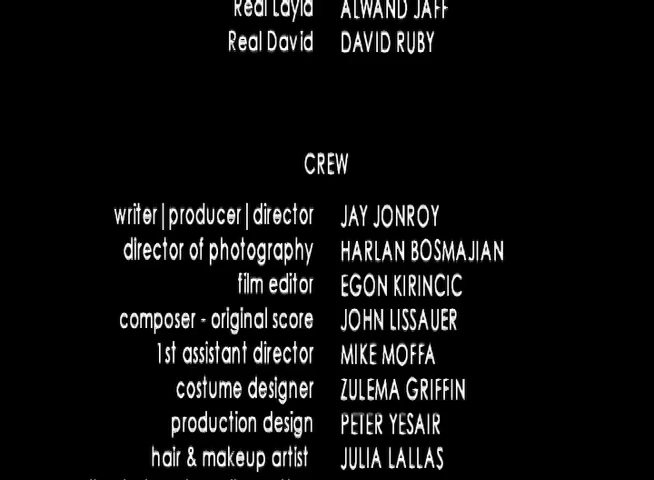 Real Layla ALWAND JAFF
Real David DAVID RUBY
CREW
writer|producer|director JAY JONROY
director of photography HARLAN BOSMAJIAN
film editor EGON KIRINCIC
composer - original score JOHN LISSAUER
1st assistant director MIKE MOFFA
costume designer ZULEMA GRIFFIN
production design PETER YESAIR
hair & makeup artist JULIA LALLAS